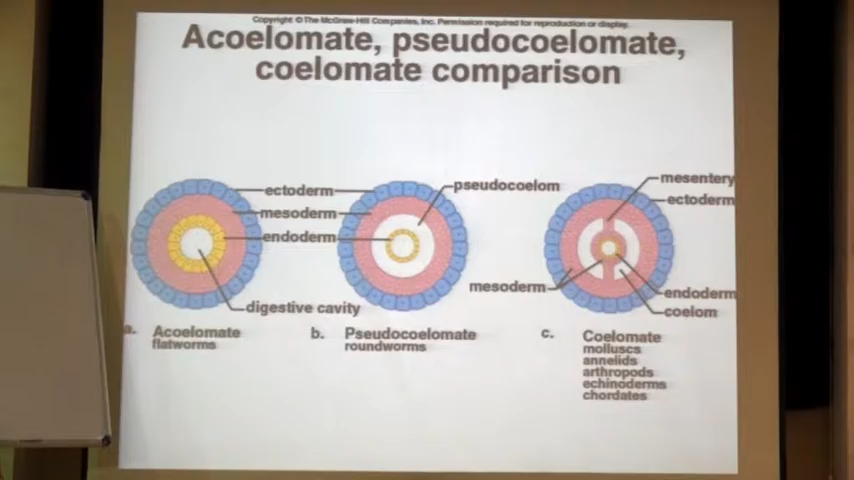 Copyright © The McGraw-Hill Companies, Inc. Permission required for reproduction or display.
Acoelomate, pseudocoelomate,
coelomate comparison
ectoderm
mesoderm
endoderm
digestive cavity
pseudocoelom
mesentery
ectoderm
mesoderm
endoderm
coelom
a. Acoelomate
flatworms
b. Pseudocoelomate
roundworms
c. Coelomate
molluscs
annelids
arthropods
echinoderms
chordates